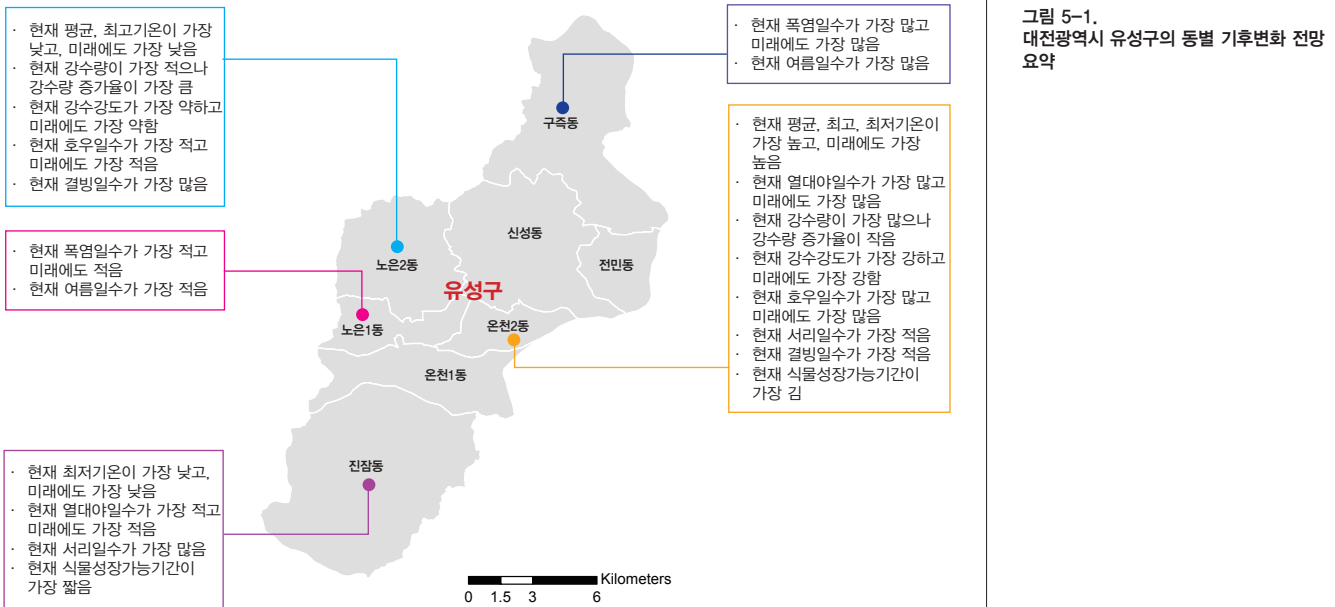 · 현재 평균, 최고기온이 가장
낮고, 미래에도 가장 낮음
· 현재 강수량이 가장 적으나
강수량 증가율이 가장 큼
· 현재 강수강도가 가장 약하고
미래에도 가장 약함
· 현재 호우일수가 가장 적고
미래에도 가장 적음
· 현재 결빙일수가 가장 많음
· 현재 폭염일수가 가장 적고
미래에도 적음
· 현재 여름일수가 가장 적음
· 현재 최저기온이 가장 낮고,
미래에도 가장 낮음
· 현재 열대야일수가 가장 적고
미래에도 가장 적음
· 현재 서리일수가 가장 많음
· 현재 식물성장가능기간이
가장 짧음
구즉동
신성동
전민동
노은2동
유성구
노은1동
온천2동
온천1동
진잠동
Kilometers
0 1.5 3 6
· 현재 폭염일수가 가장 많고
미래에도 가장 많음
· 현재 여름일수가 가장 많음
· 현재 평균, 최고, 최저기온이
가장 높고, 미래에도 가장
높음
· 현재 열대야일수가 가장 많고
미래에도 가장 많음
· 현재 강수량이 가장 많으나
강수량 증가율이 작음
· 현재 강수강도가 가장 강하고
미래에도 가장 강함
· 현재 호우일수가 가장 많고
미래에도 가장 많음
· 현재 서리일수가 가장 적음
· 현재 결빙일수가 가장 적음
· 현재 식물성장가능기간이
가장 김
그림 5-1.
대전광역시 유성구의 동별 기후변화 전망
요약